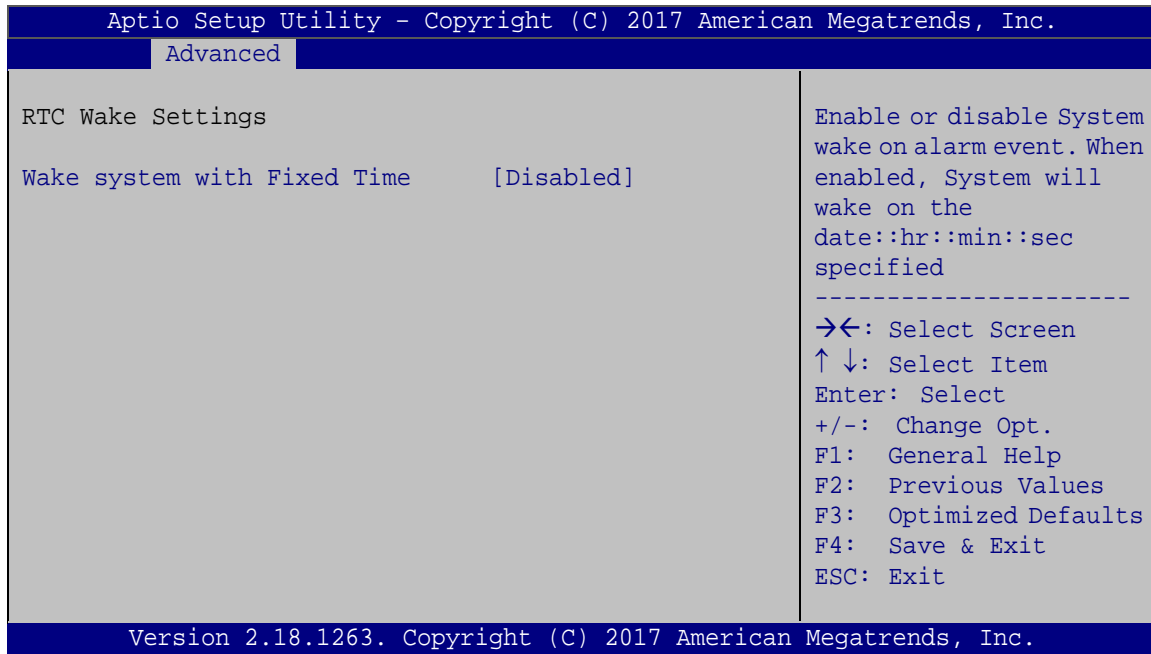 Aptio Setup Utility – Copyright (C) 2017 American Megatrends, Inc.
Advanced
RTC Wake Settings
Wake system with Fixed Time [Disabled]
Enable or disable System
wake on alarm event. When
enabled, System will
wake on the
date::hr::min::sec
specified
----------------------
→←: Select Screen
↑ ↓: Select Item
Enter: Select
+/-: Change Opt.
F1: General Help
F2: Previous Values
F3: Optimized Defaults
F4: Save & Exit
ESC: Exit
Version 2.18.1263. Copyright (C) 2017 American Megatrends, Inc.